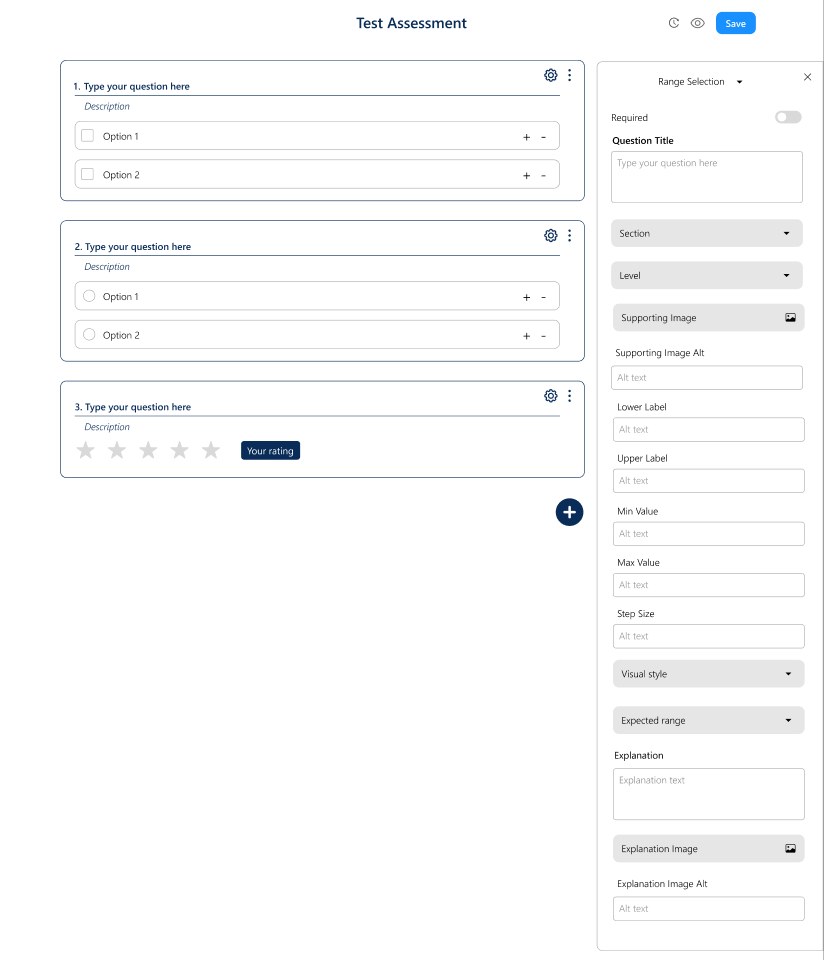 Test Assessment
Save
1. Type your question here
Description
Option 1 + -
Option 2 + -
2. Type your question here
Description
Option 1 + -
Option 2 + -
3. Type your question here
Description
Your rating
Range Selection
Required
Question Title
Type your question here
Section
Level
Supporting Image
Supporting Image Alt
Alt text
Lower Label
Alt text
Upper Label
Alt text
Min Value
Alt text
Max Value
Alt text
Step Size
Alt text
Visual style
Expected range
Explanation
Explanation text
Explanation Image
Explanation Image Alt
Alt text